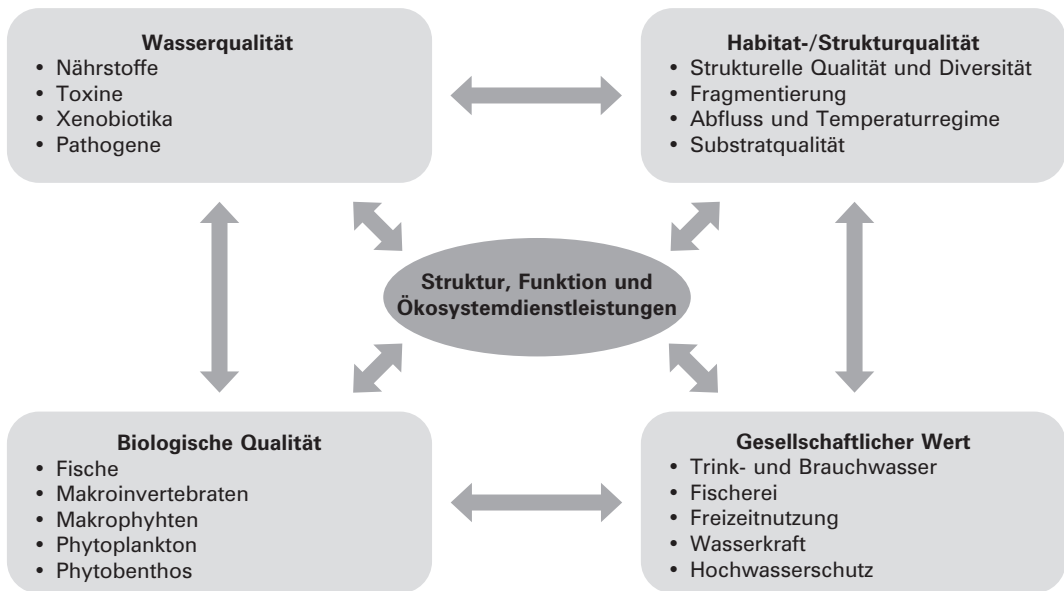 Wasserqualität
• Nährstoffe
• Toxine
• Xenobiotika
• Pathogene
Habitat-/Strukturqualität
• Strukturelle Qualität und Diversität
• Fragmentierung
• Abfluss und Temperaturregime
• Substratqualität
Struktur, Funktion und
Ökosystemdienstleistungen
Biologische Qualität
• Fische
• Makroinvertebraten
• Makrophyhten
• Phytoplankton
• Phytobenthos
Gesellschaftlicher Wert
• Trink- und Brauchwasser
• Fischerei
• Freizeitnutzung
• Wasserkraft
• Hochwasserschutz